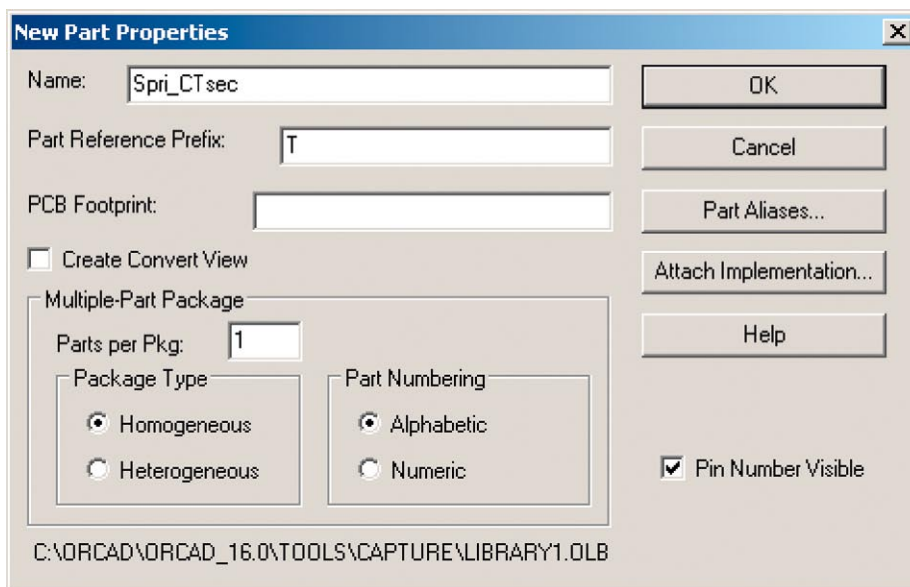 New Part Properties
Name: Spri_CTsec
OK
Part Reference Prefix: T
Cancel
PCB Footprint:
Part Aliases...
Create Convert View
Attach Implementation...
Multiple-Part Package
Parts per Pkg: 1
Help
Package Type
Part Numbering
Homogeneous
Alphabetic
Heterogeneous
Numeric
Pin Number Visible
C:\ORCAD\ORCAD_16.0\TOOLS\CAPTURE\LIBRARY1.OLB